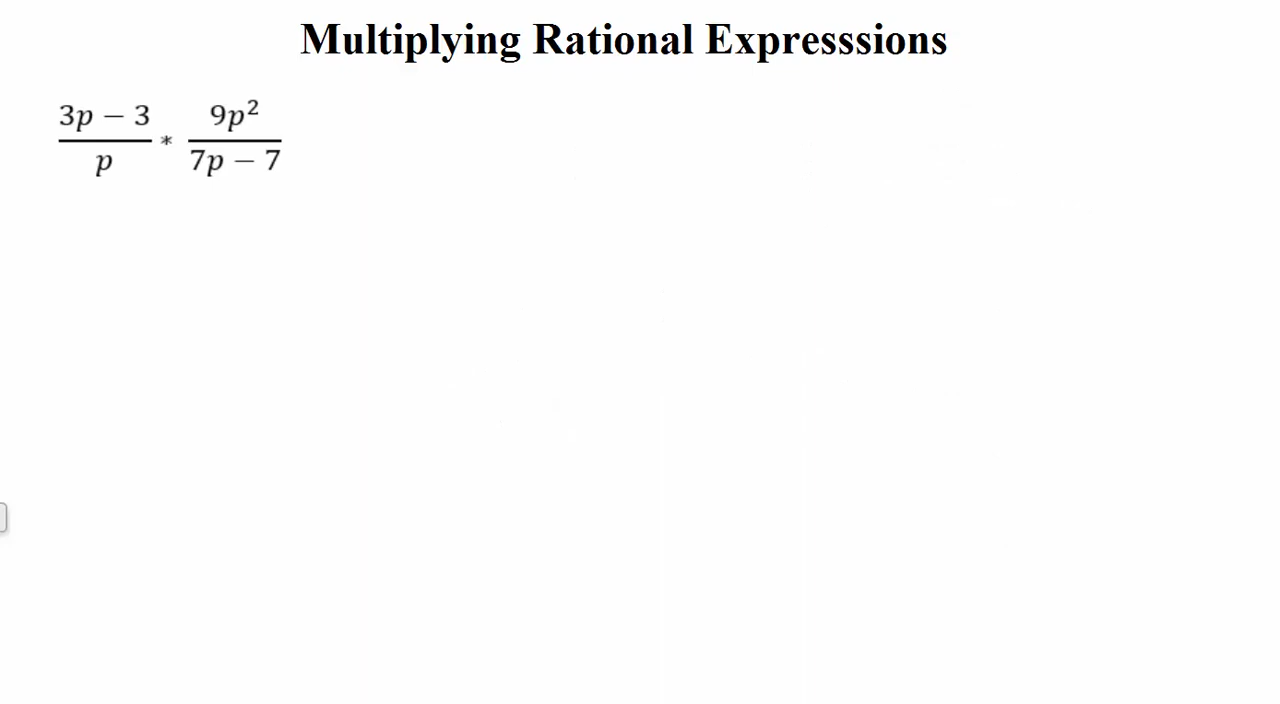 Multiplying Rational Expresssions
3p − 3 9p²
* 
p 7p − 7